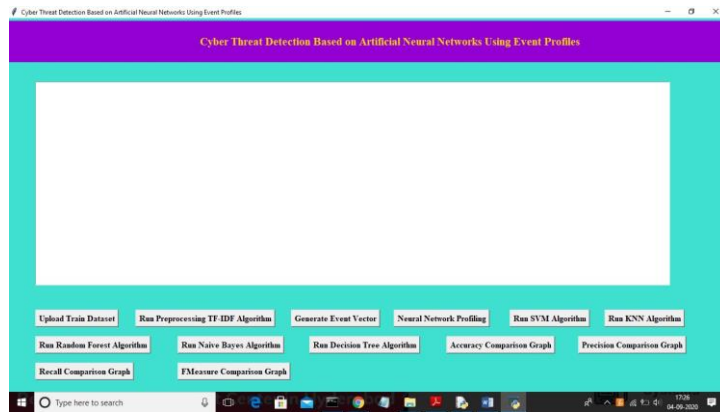 Cyber Threat Detection Based on Artificial Neural Networks Using Event Profiles
Cyber Threat Detection Based on Artificial Neural Networks Using Event Profiles
Upload Train Dataset Run Preprocessing TF-IDF Algorithm Generate Event Vector Neural Network Profiling Run SVM Algorithm Run KNN Algorithm
Run Random Forest Algorithm Run Naive Bayes Algorithm Run Decision Tree Algorithm Accuracy Comparison Graph Precision Comparison Graph
Recall Comparison Graph FMeasure Comparison Graph
Type here to search
17:26
04-09-2020